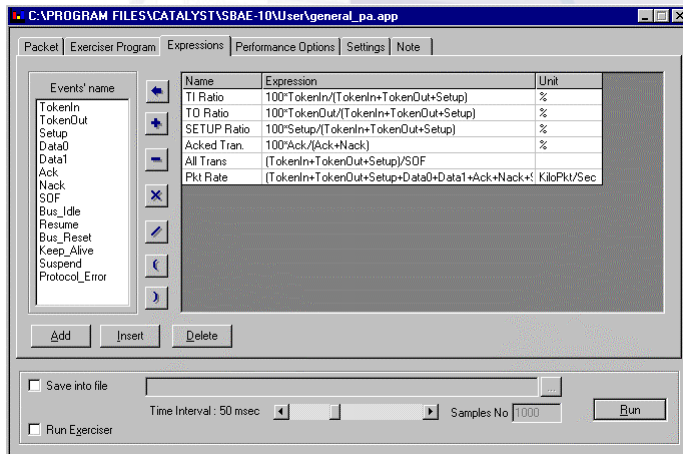 C:\PROGRAM FILES\CATALYST\SBAE-10\User\general_pa.app
Packet Exerciser Program Expressions Performance Options Settings Note
Events' name
TokenIn
TokenOut
Setup
Data0
Data1
Ack
Nack
SOF
Bus_Idle
Resume
Bus_Reset
Keep_Alive
Suspend
Protocol_Error
Name Expression Unit
TI Ratio 100*TokenIn/(TokenIn+TokenOut+Setup) %
TO Ratio 100*TokenOut/(TokenIn+TokenOut+Setup) %
SETUP Ratio 100*Setup/(TokenIn+TokenOut+Setup) %
Acked Tran. 100*Ack/(Ack+Nack) %
All Trans (TokenIn+TokenOut+Setup)/SOF
Pkt Rate (TokenIn+TokenOut+Setup+Data0+Data1+Ack+Nack+S KiloPkt/Sec
Add Insert Delete
Save into file ...
Time Interval : 50 msec Samples No 1000 Run
Run Exerciser